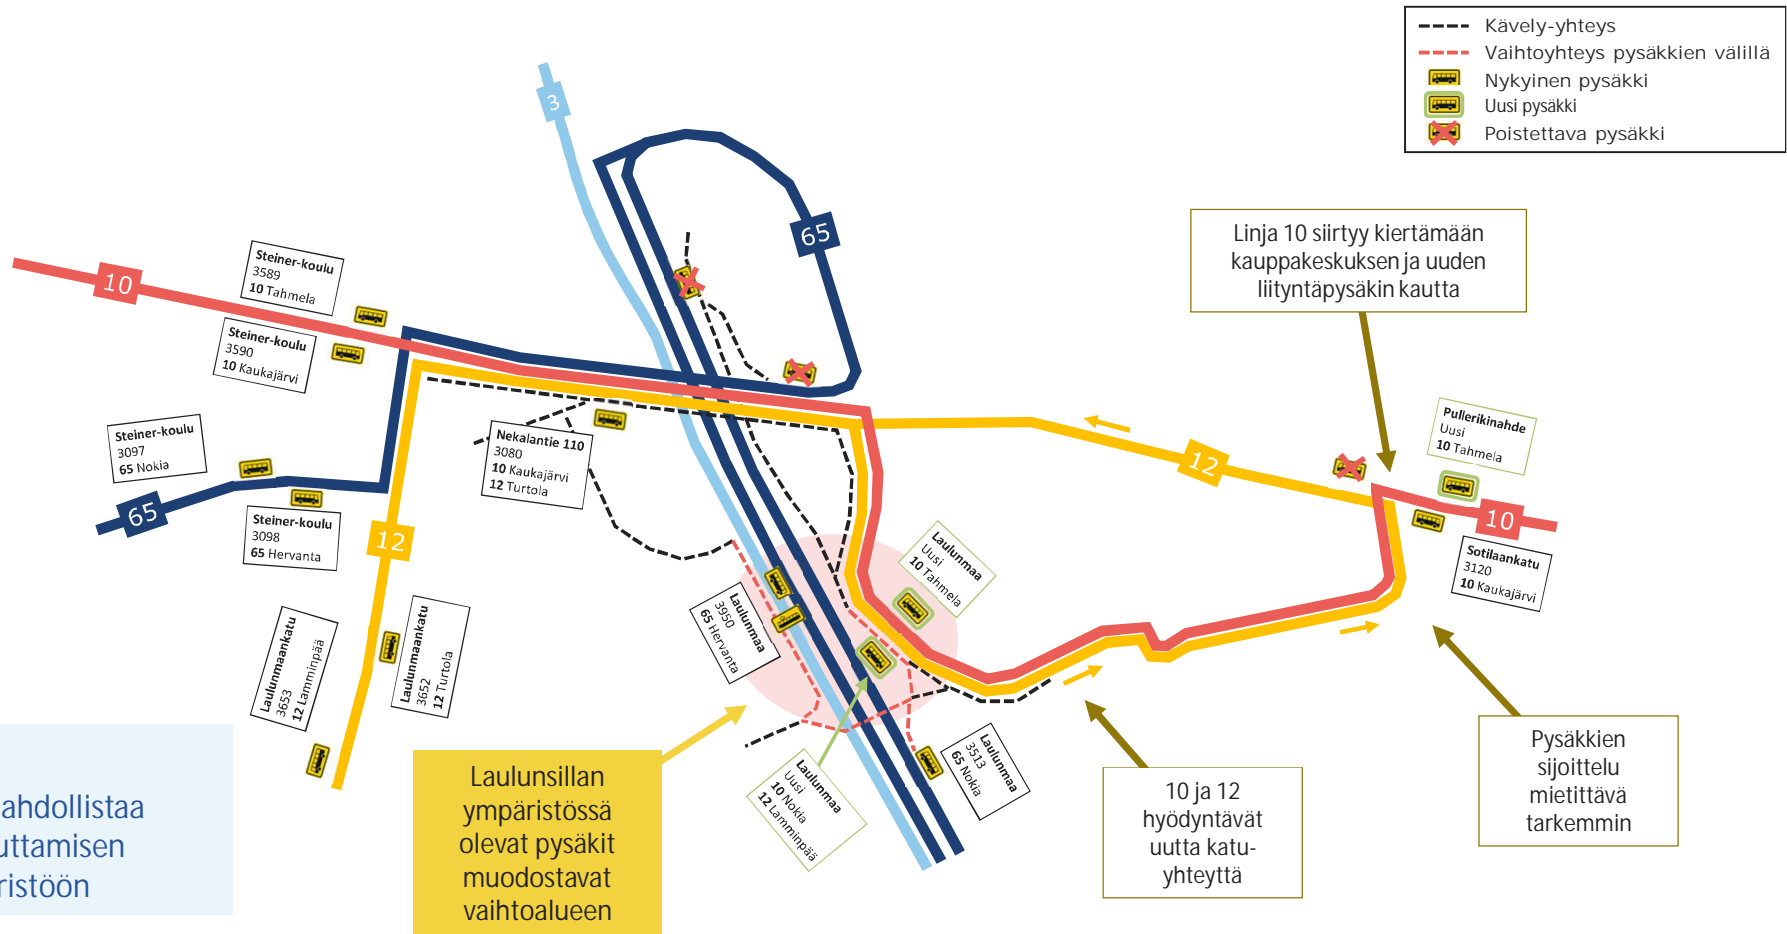 Kävely-yhteys
Vaihtoyhteys pysäkkien välillä
Nykyinen pysäkki
Uusi pysäkki
Poistettava pysäkki
3
65
10
Steiner-koulu
3589
10 Tahmela
Steiner-koulu
3590
10 Kaukajärvi
Linja 10 siirtyy kiertämään
kauppakeskuksen ja uuden
liityntäpysäkin kautta
Steiner-koulu
3097
65 Nokia
65
Steiner-koulu
3098
65 Hervanta
12
Nekalantie 110
3080
10 Kaukajärvi
12 Turtola
12
Pullerikinahde
Uusi
10 Tahmela
10
Sotilaankatu
3120
10 Kaukajärvi
Laulunmaankatu
3653
12 Lamminpää
Laulunmaankatu
3652
12 Turtola
Laulunmaa
3950
65 Hervanta
Laulunmaa
Uusi
10 Tahmela
Laulunmaa
Uusi
10 Nokia
12 Lamminpää
Laulunmaa
3513
65 Nokia
ahdollistaa
uttamisen
ristöön
Laulunsillan
ympäristössä
olevat pysäkit
muodostavat
vaihtoalueen
10 ja 12
hyödyntävät
uutta katu-
yhteyttä
Pysäkkien
sijoittelu
mietittävä
tarkemmin